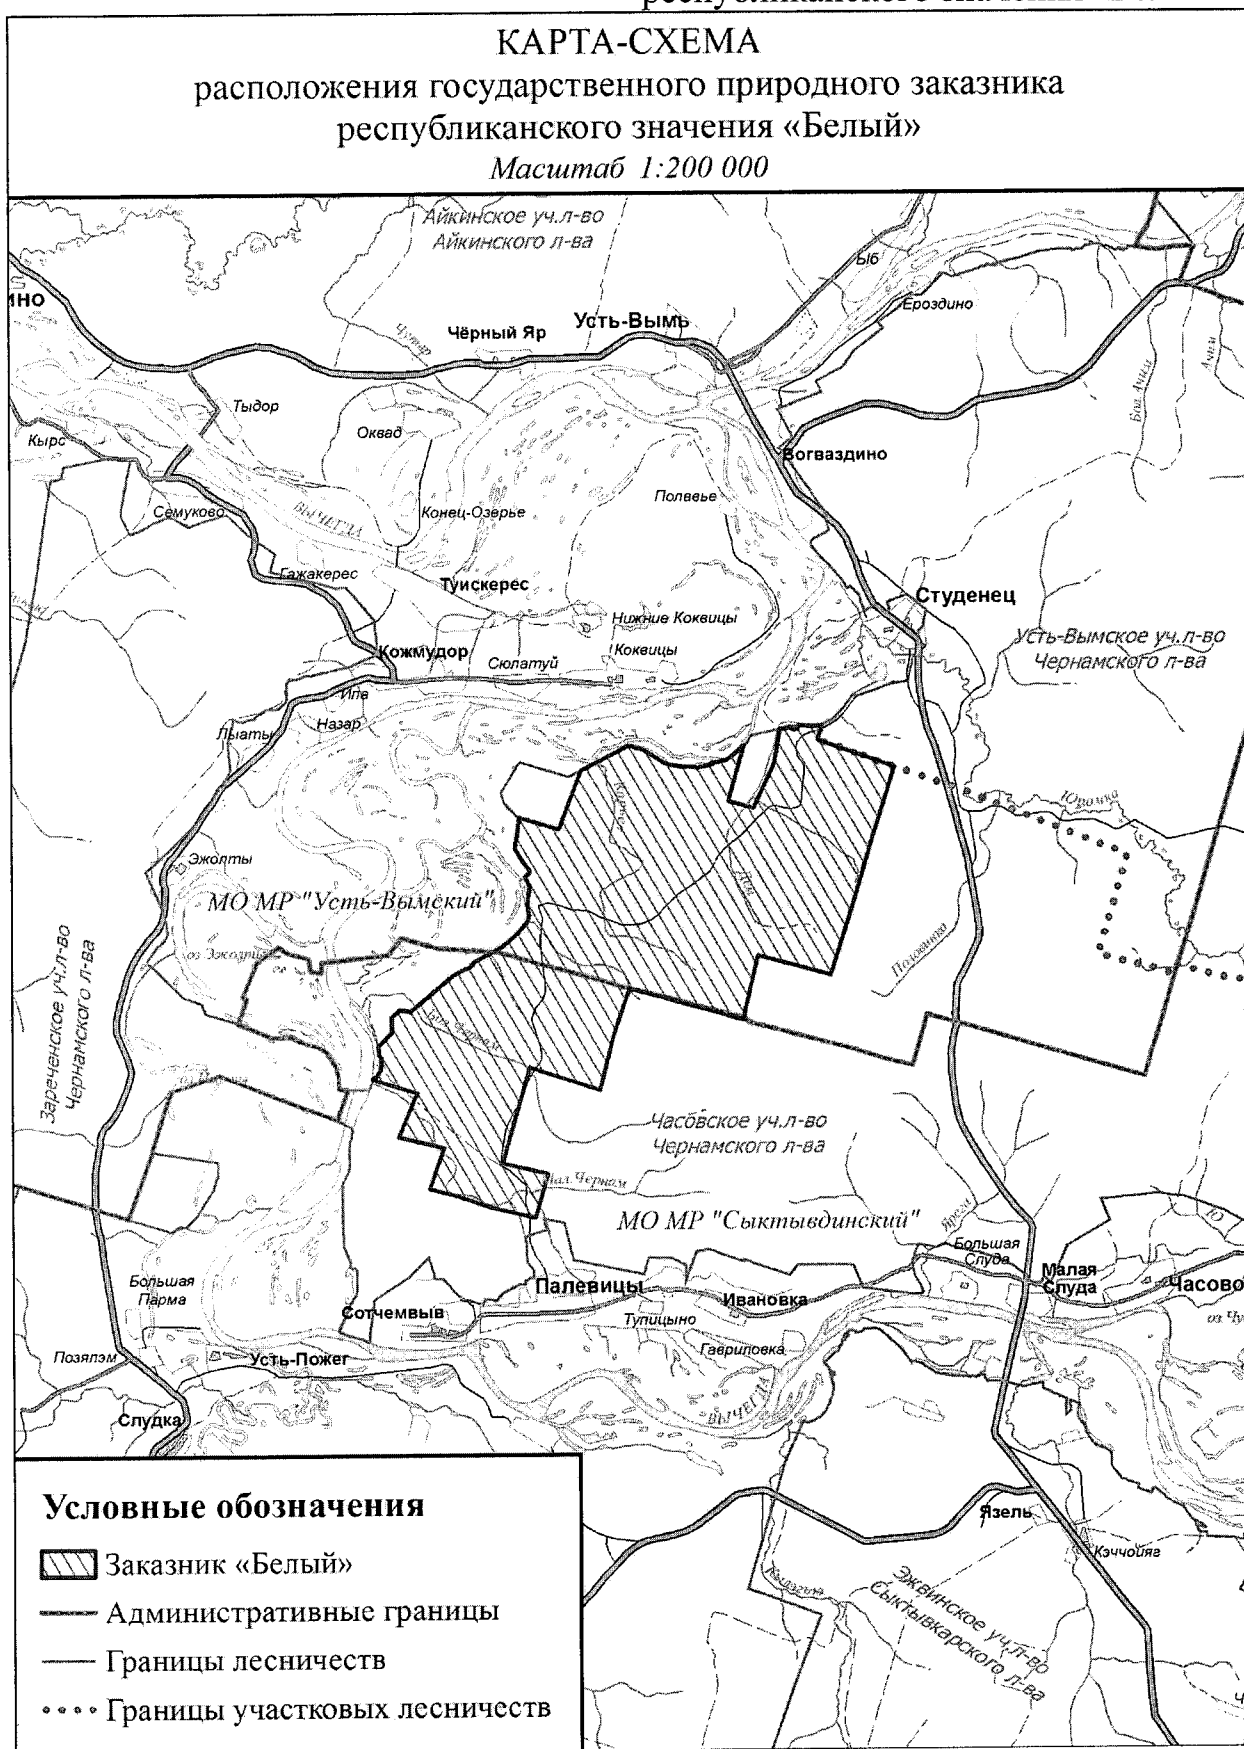 КАРТА-СХЕМА
расположения государственного природного заказника
республиканского значения «Белый»
Масштаб 1:200 000
Айкинское уч.л-во
Айкинского л-ва
Ыб
Ероздино
Усть-Вымь
Чёрный Яр
Тыдор
Оквад
Кырс
Вогваздино
Полввье
Семуково
ВЫЧЕГДА
Конец-Озерье
Гажакерес
Туискерес
Студенец
Нижние Коквицы
Усть-Вымское уч.л-во
Чернамского л-ва
Кожмудор
Сюлатуй
Коквицы
Ипа
Назар
Лыаты
Эжолты
МО МР "Усть-Вымский"
Заречeнское уч.л-во
Чернамского л-ва
Часовское уч.л-во
Чернамского л-ва
МО МР "Сыктывдинский"
Большая
Слуда
Малая
Слуда
Часово
Большая
Парма
Палевицы
Ивановка
Сотчемвыв
Тупицыно
Гавриловка
Позялэм
Усть-Пожег
ВЫЧЕГДА
Слудка
Язель
Кэччойяг
Эжвинское уч.л-во
Сыктывкарского л-ва
Условные обозначения
Заказник «Белый»
Административные границы
Границы лесничеств
Границы участковых лесничеств